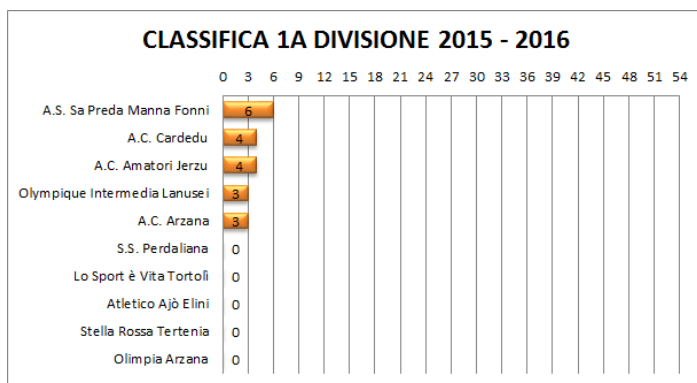 CLASSIFICA 1A DIVISIONE 2015 - 2016
0 3 6 9 12 15 18 21 24 27 30 33 36 39 42 45 48 51 54
A.S. Sa Preda Manna Fonni 6
A.C. Cardedu 4
A.C. Amatori Jerzu 4
Olympique Intermedia Lanusei 3
A.C. Arzana 3
S.S. Perdaliana 0
Lo Sport è Vita Tortolì 0
Atletico Ajò Elini 0
Stella Rossa Tertenia 0
Olimpia Arzana 0